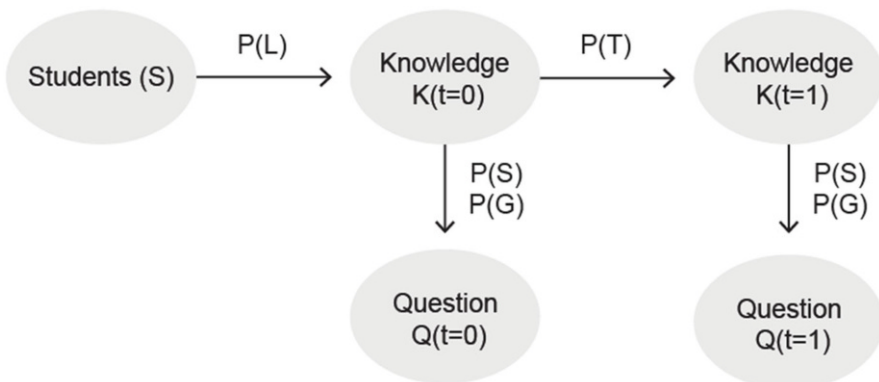 Students (S)
P(L)
Knowledge
K(t=0)
P(T)
Knowledge
K(t=1)
P(S)
P(G)
P(S)
P(G)
Question
Q(t=0)
Question
Q(t=1)